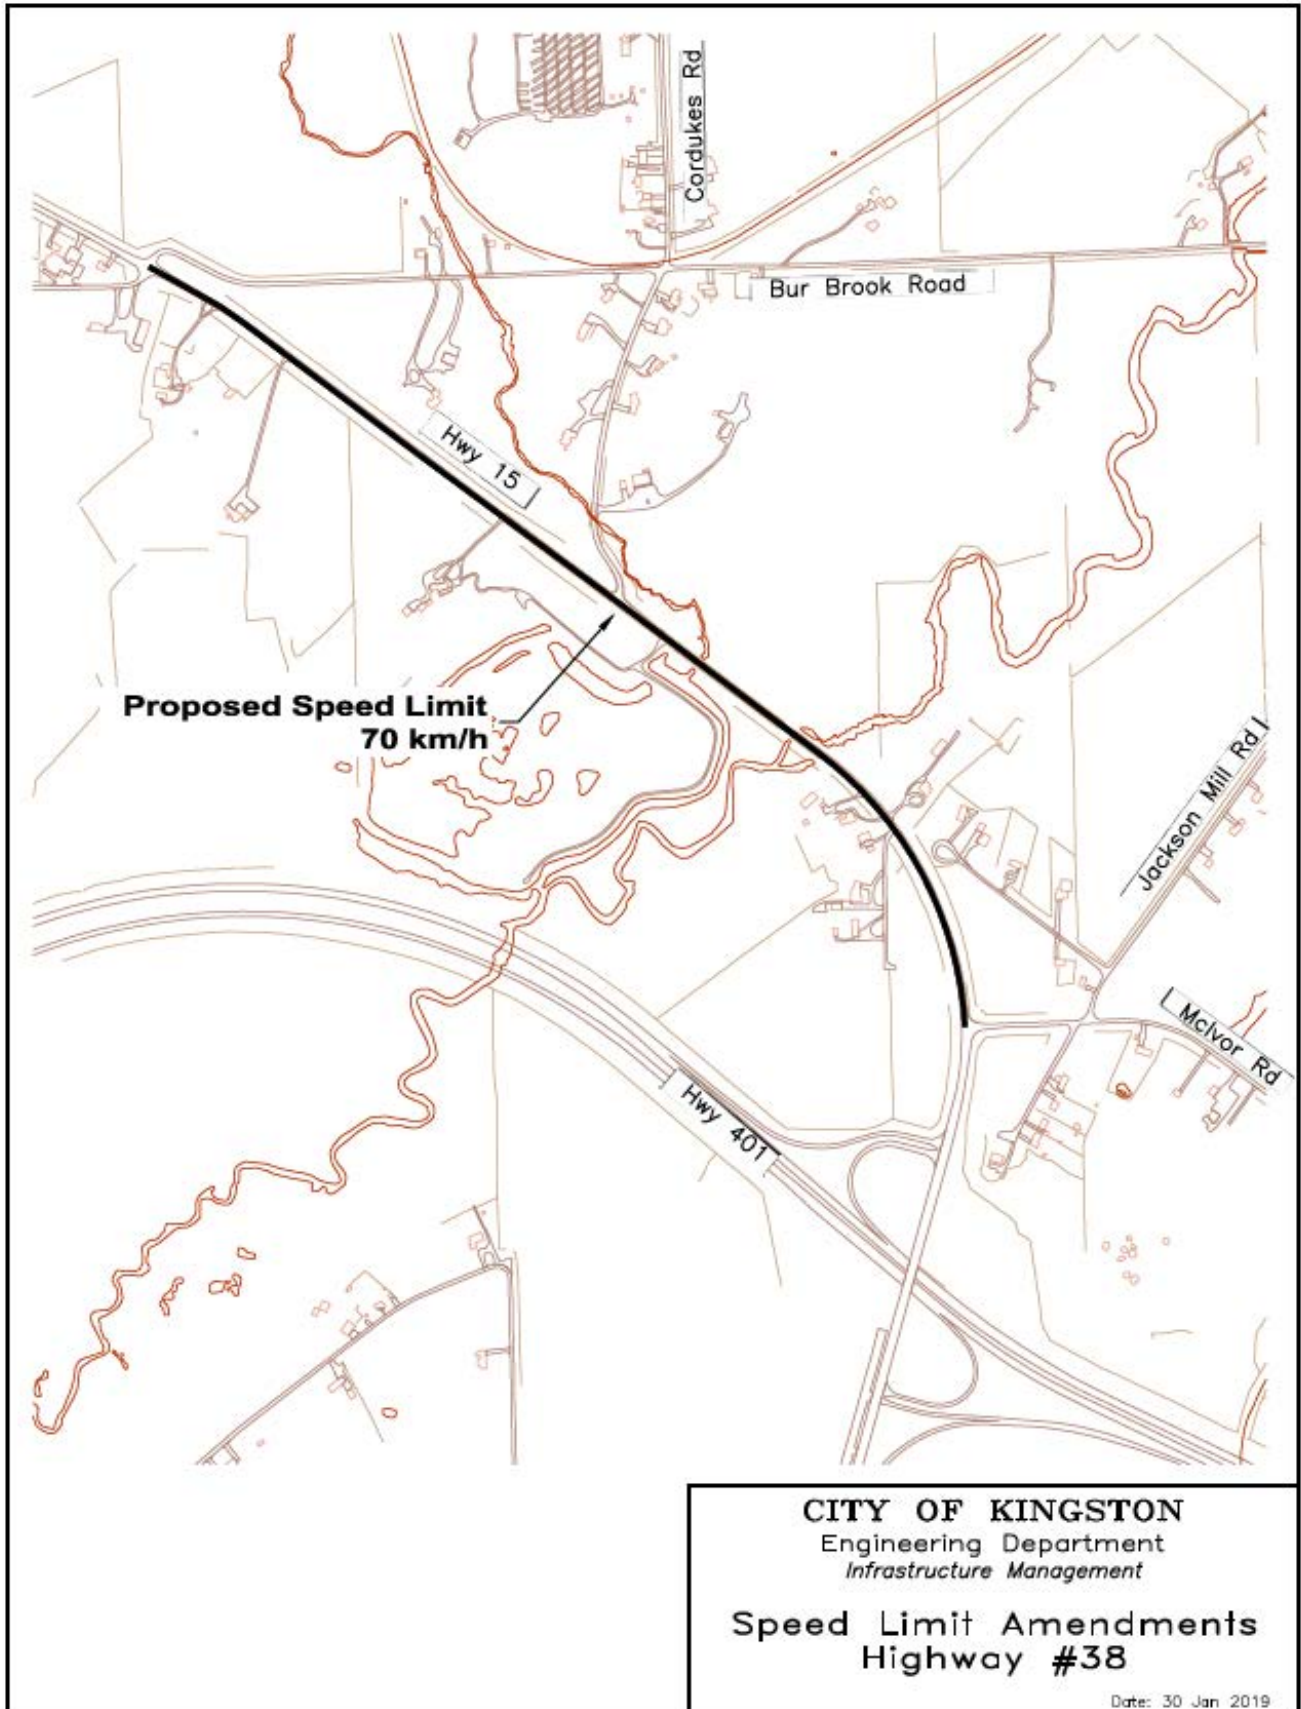 Cordukes Rd
Bur Brook Road
Hwy 15
Proposed Speed Limit
70 km/h
Jackson Mill Rd
McIvor Rd
Hwy 401
CITY OF KINGSTON
Engineering Department
Infrastructure Management
Speed Limit Amendments
Highway #38
Date: 30 Jan 2019